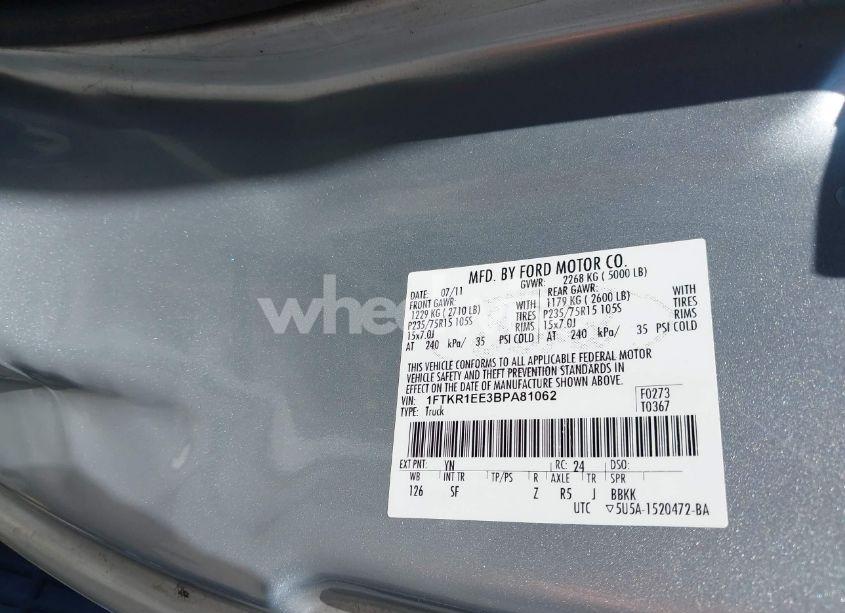 MFD. BY FORD MOTOR CO.
DATE: 07/11 GVWR: 2268 KG ( 5000 LB)
FRONT GAWR: REAR GAWR: WITH
1229 KG ( 2710 LB) WITH 1179 KG ( 2600 LB) TIRES
P235/75R15 105S TIRES P235/75R15 105S RIMS
15x7.0J RIMS 15x7.0J
AT 240 kPa/ 35 PSI COLD AT 240 kPa/ 35 PSI COLD
THIS VEHICLE CONFORMS TO ALL APPLICABLE FEDERAL MOTOR
VEHICLE SAFETY AND THEFT PREVENTION STANDARDS IN
EFFECT ON THE DATE OF MANUFACTURE SHOWN ABOVE.
VIN: 1FTKR1EE3BPA81062 F0273
TYPE: Truck T0367
EXT PNT: YN RC: 24 DSO:
WB INT TR TP/PS R AXLE TR SPR
126 SF Z R5 J BBKK
UTC ▽5U5A-1520472-BA